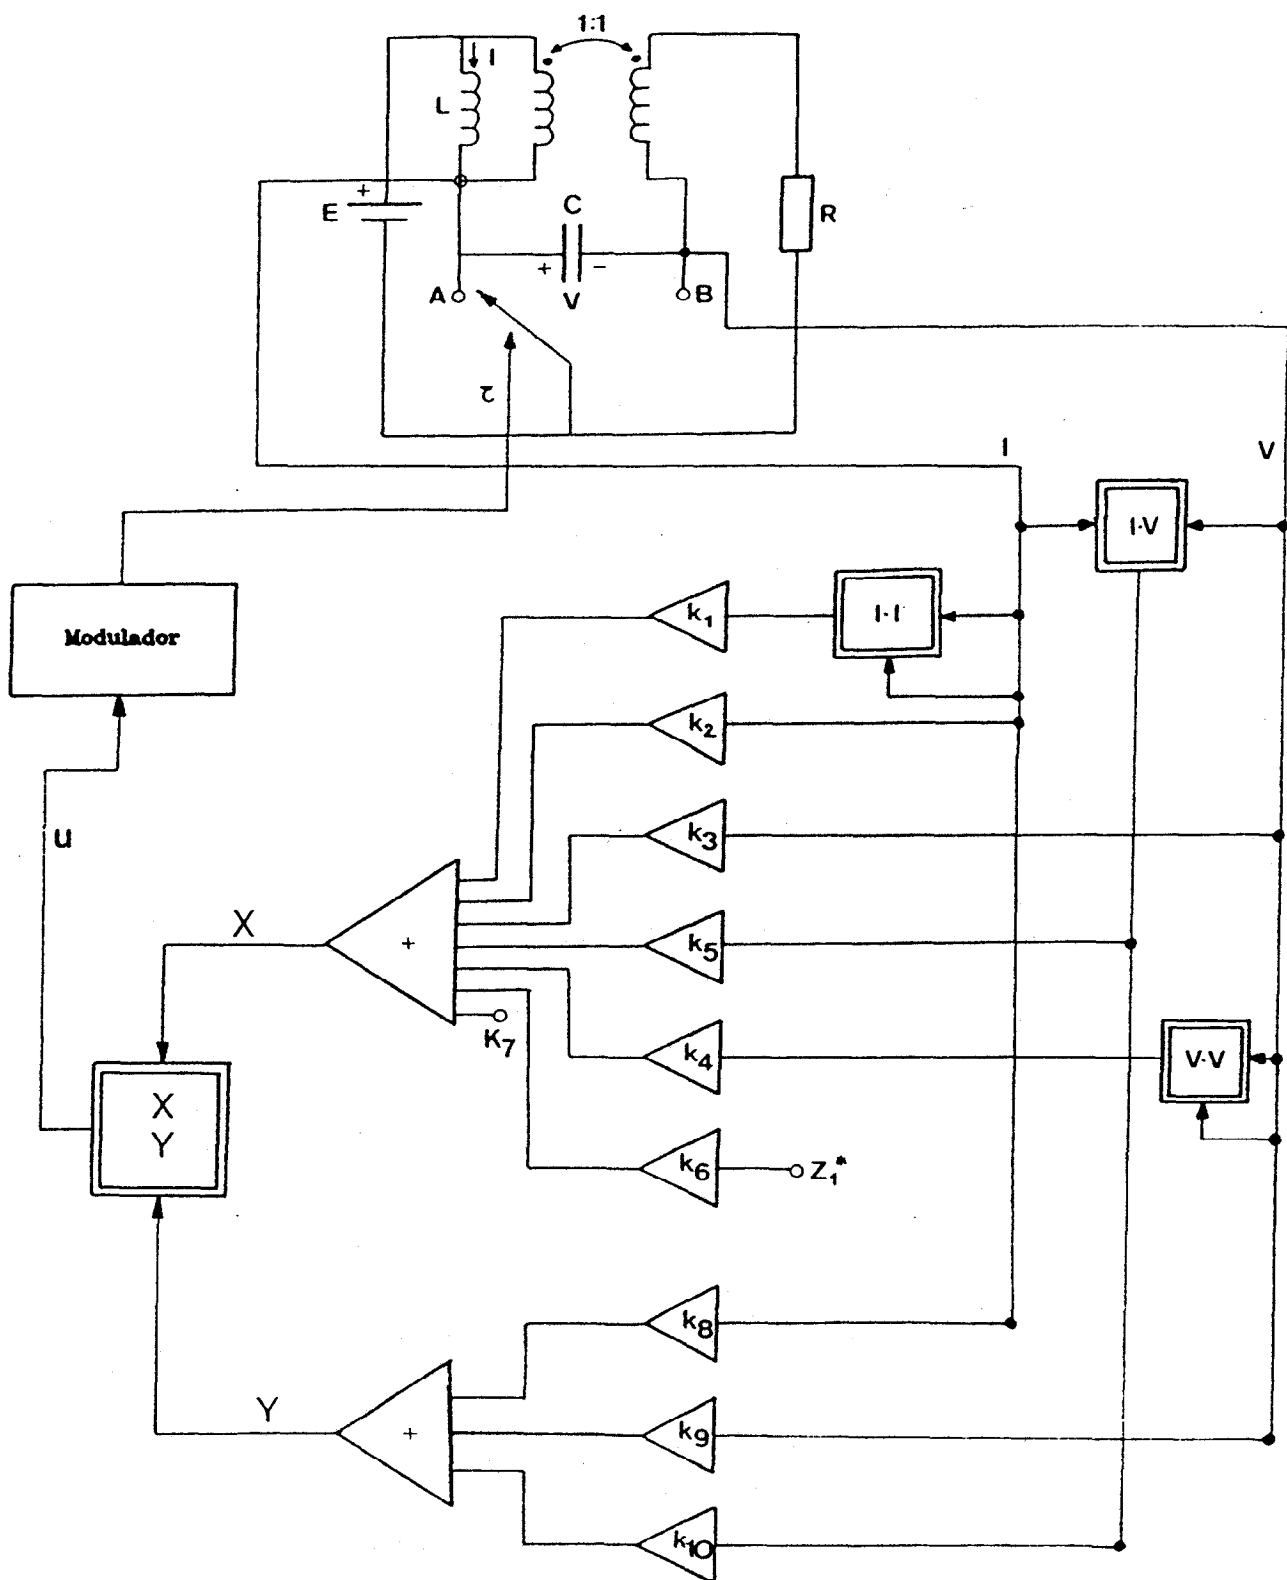 1:1
I
L
C
+
E
R
+
−
A
V
B
τ
I
V
I·V
I·I
k1
Modulador
k2
k3
u
X
k5
+
K7
k4
V·V
X
Y
k6
Z1*
k8
Y
+
k9
k10